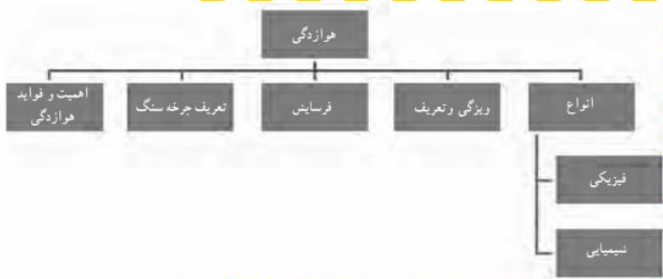 هوازدگی
انواع
ویژگی و تعریف
فرسایش
تعریف چرخه سنگ
اهمیت و فواید
هوازدگی
فیزیکی
شیمیایی